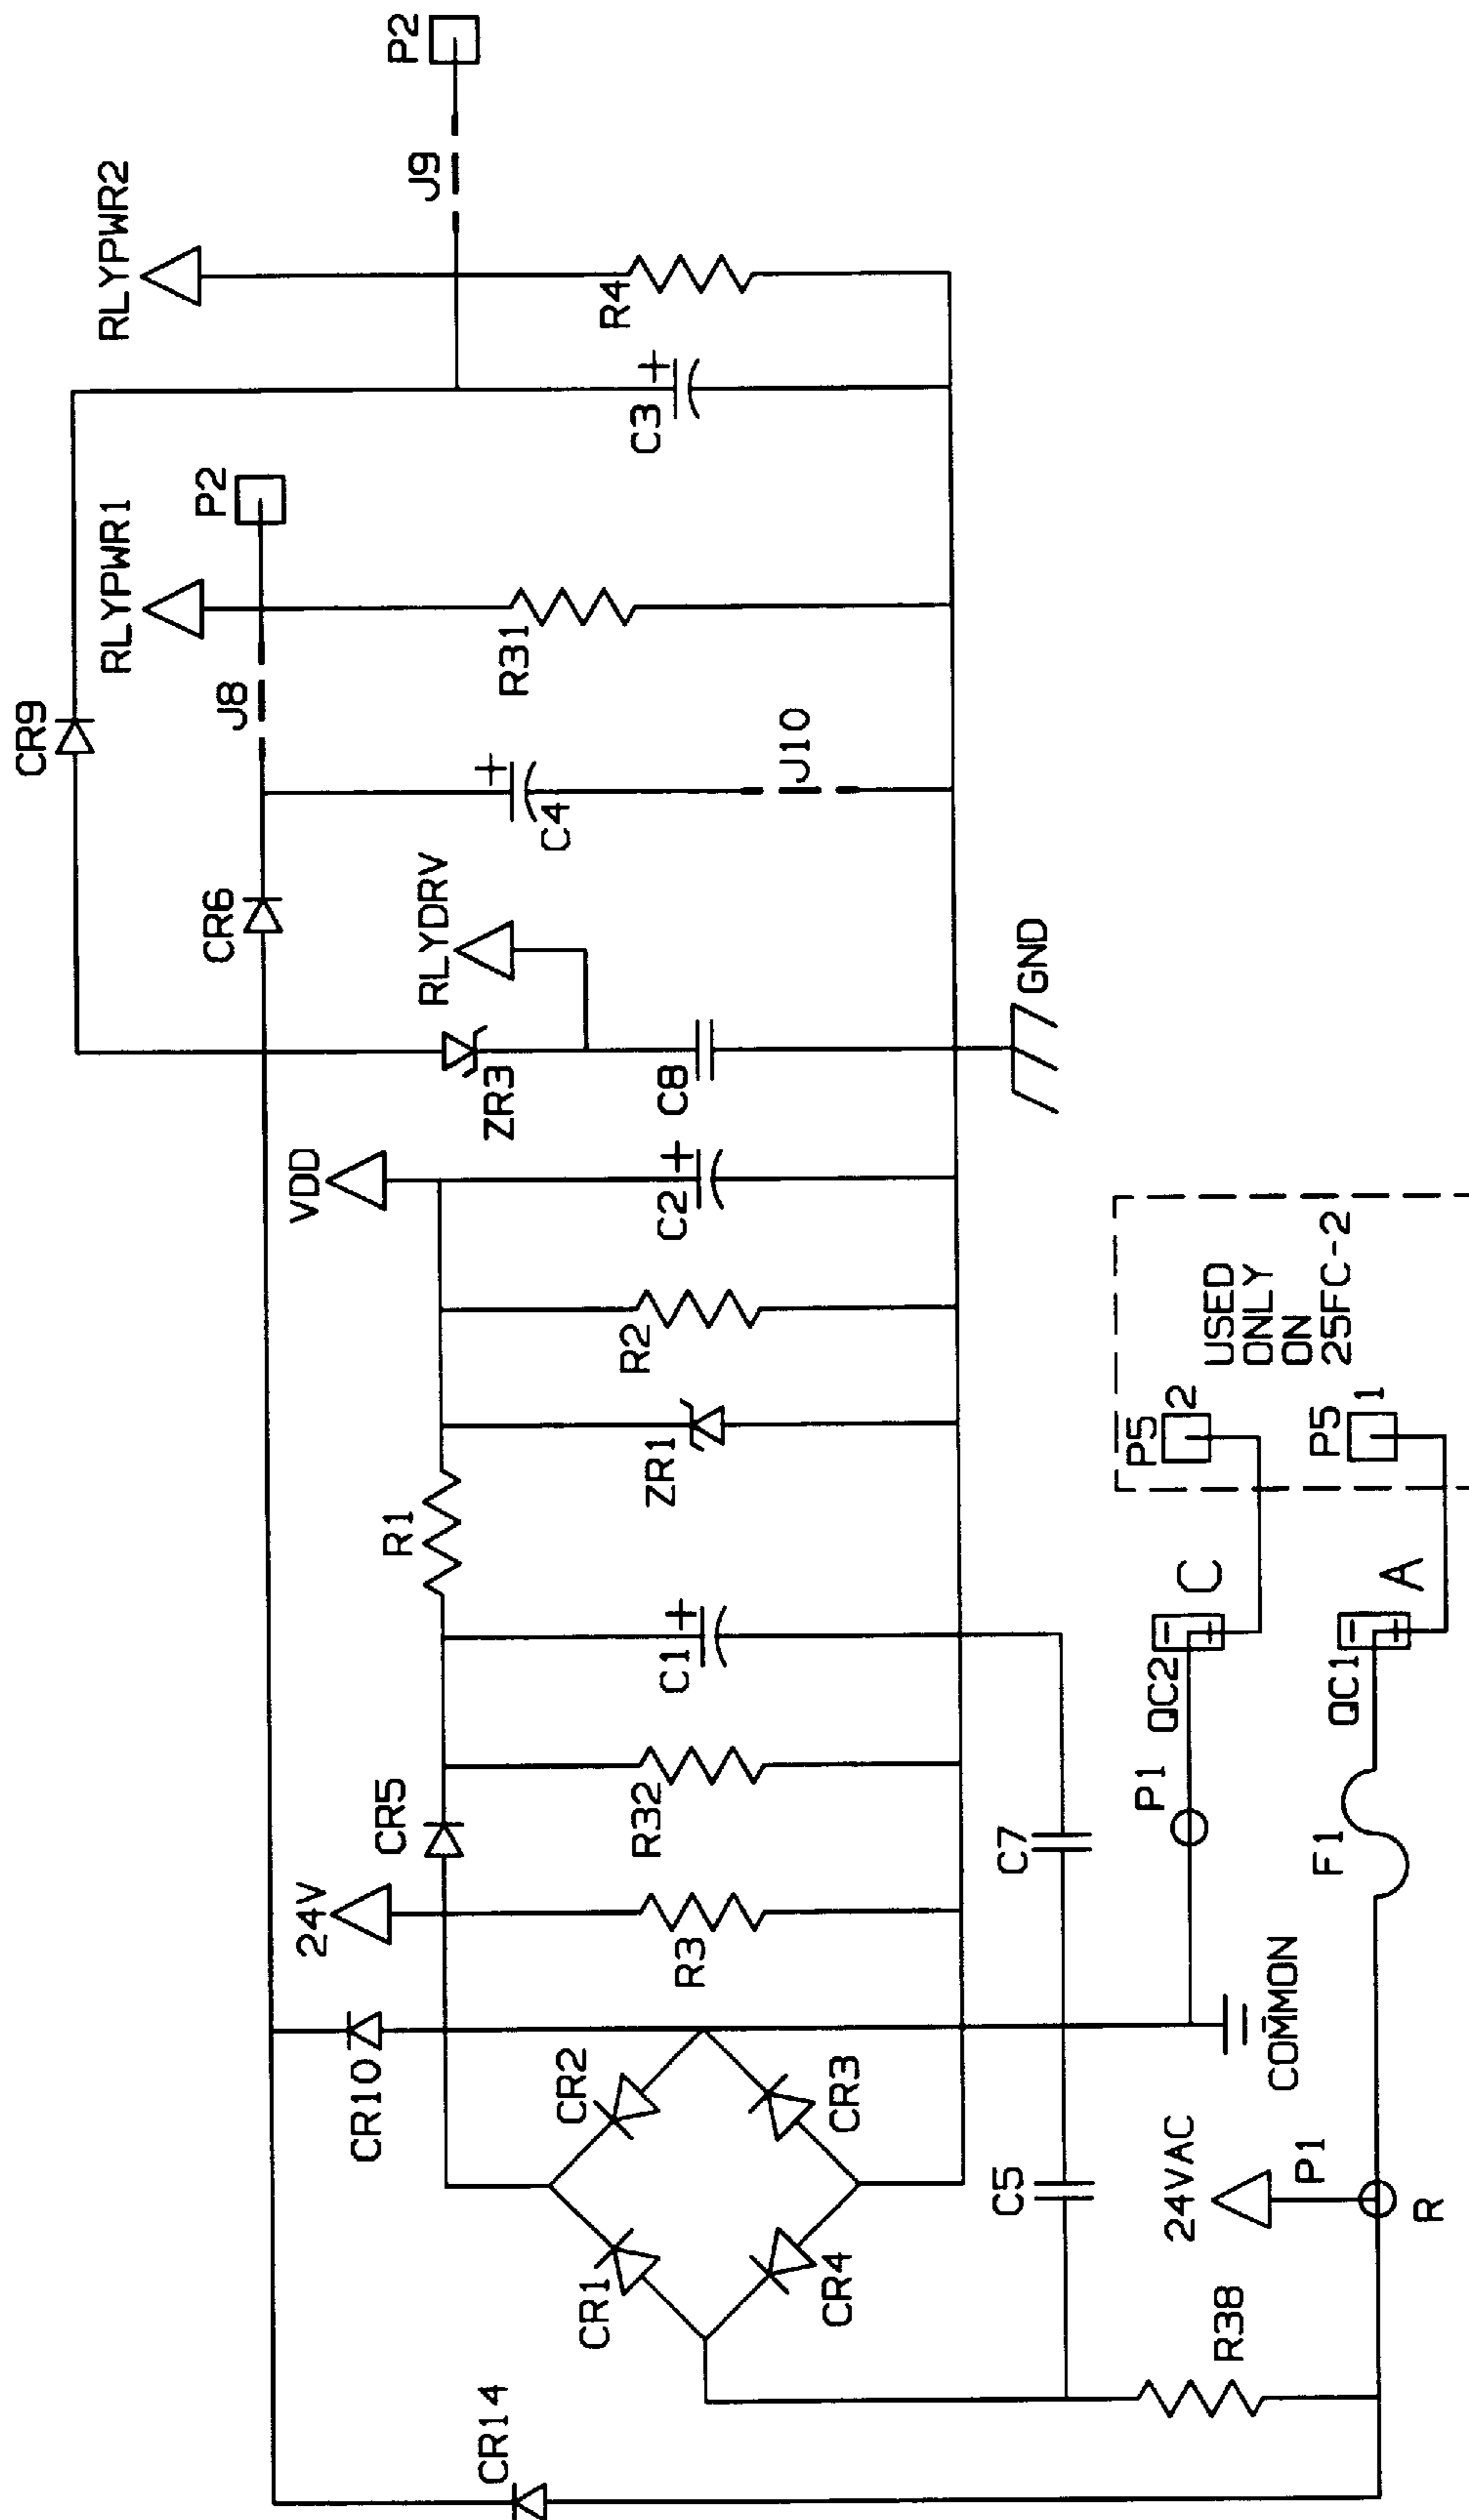 CR14
CR10
24V
CR5
R1
VDD
RLYDRV
CR6
J8
CR9
RLYPWR1
P2
RLYPWR2
J9
P2
CR1
CR2
CR4
CR3
R3
R32
C1
+
ZR1
R2
C2
+
ZR3
C8
C4
+
J10
R31
C3
+
R4
GND
C5
C7
R38
24VAC
P1
R
COMMON
P1
F1
QC2
- +
C
QC1
- +
A
P5
2
P5
1
USED
ONLY
ON
25FC-2